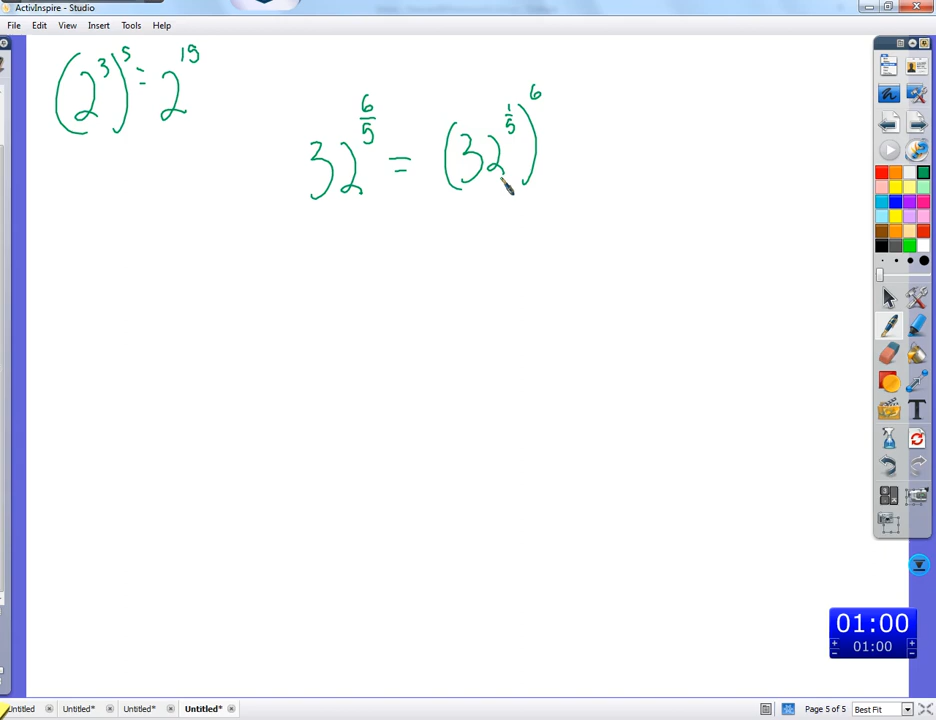 ActivInspire - Studio
File Edit View Insert Tools Help
(2³)⁵ = 2¹⁵
32^(6/5) = (32^(1/5))⁶
T
01:00
01:00
Untitled Untitled* Untitled* Untitled*
Page 5 of 5 Best Fit